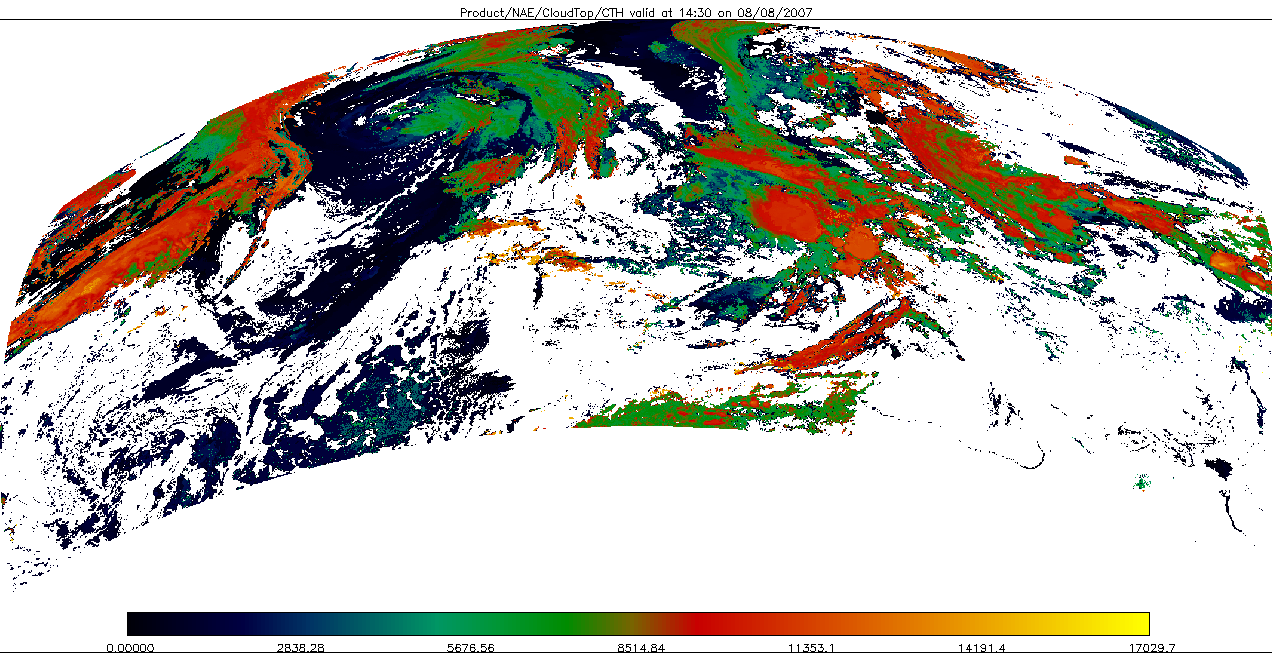 Product/NAE/CloudTop/CTH valid at 14:30 on 08/08/2007
0.00000 2838.28 5676.56 8514.84 11353.1 14191.4 17029.7